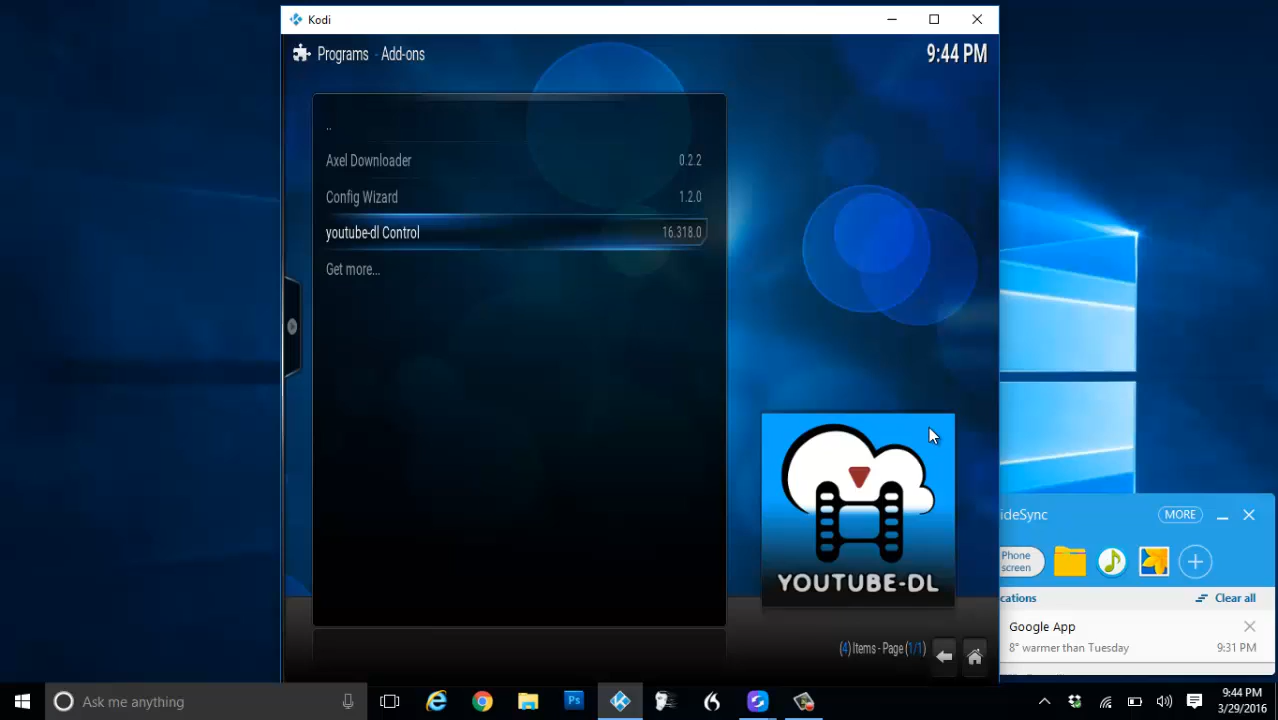 Kodi
Programs - Add-ons
9:44 PM
..
Axel Downloader 0.2.2
Config Wizard 1.2.0
youtube-dl Control 16.318.0
Get more...
YOUTUBE-DL
(4) Items - Page (1/1)
ideSync
MORE
Phone
screen
cations
Clear all
Google App
8° warmer than Tuesday 9:31 PM
Ask me anything
Ps
9:44 PM
3/29/2016